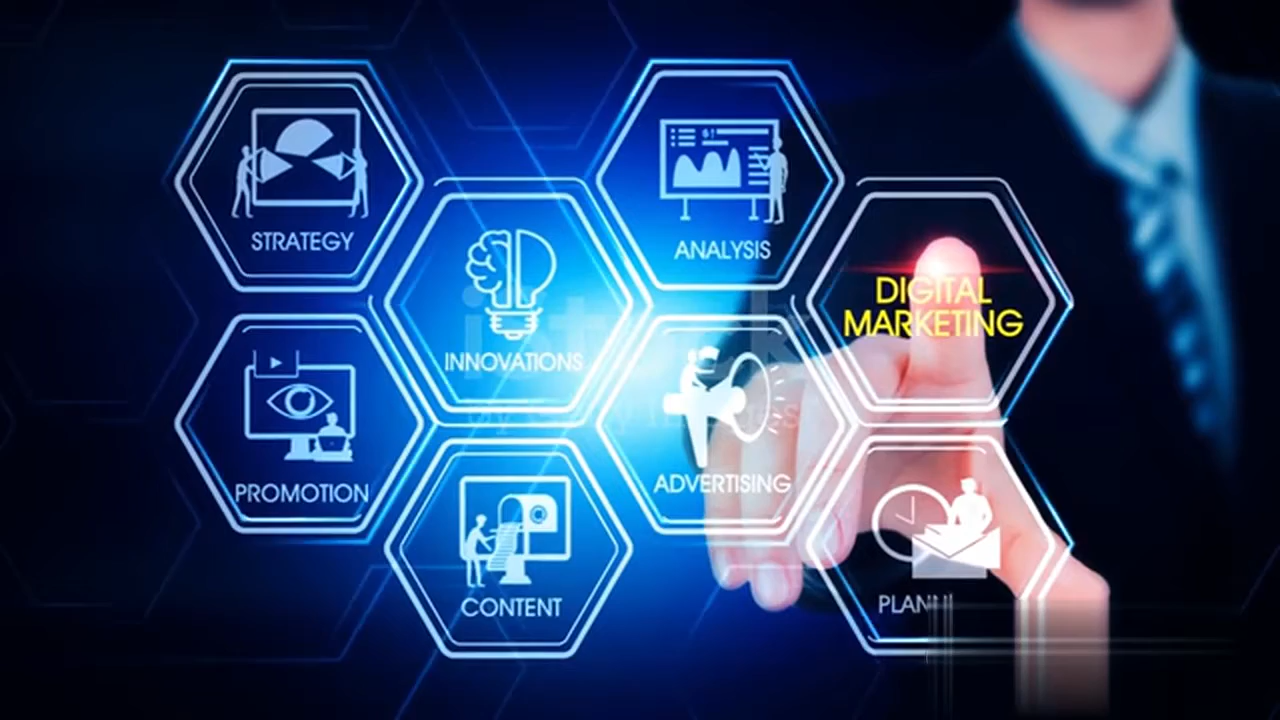 STRATEGY
ANALYSIS
DIGITAL
MARKETING
INNOVATIONS
ADVERTISING
PROMOTION
CONTENT